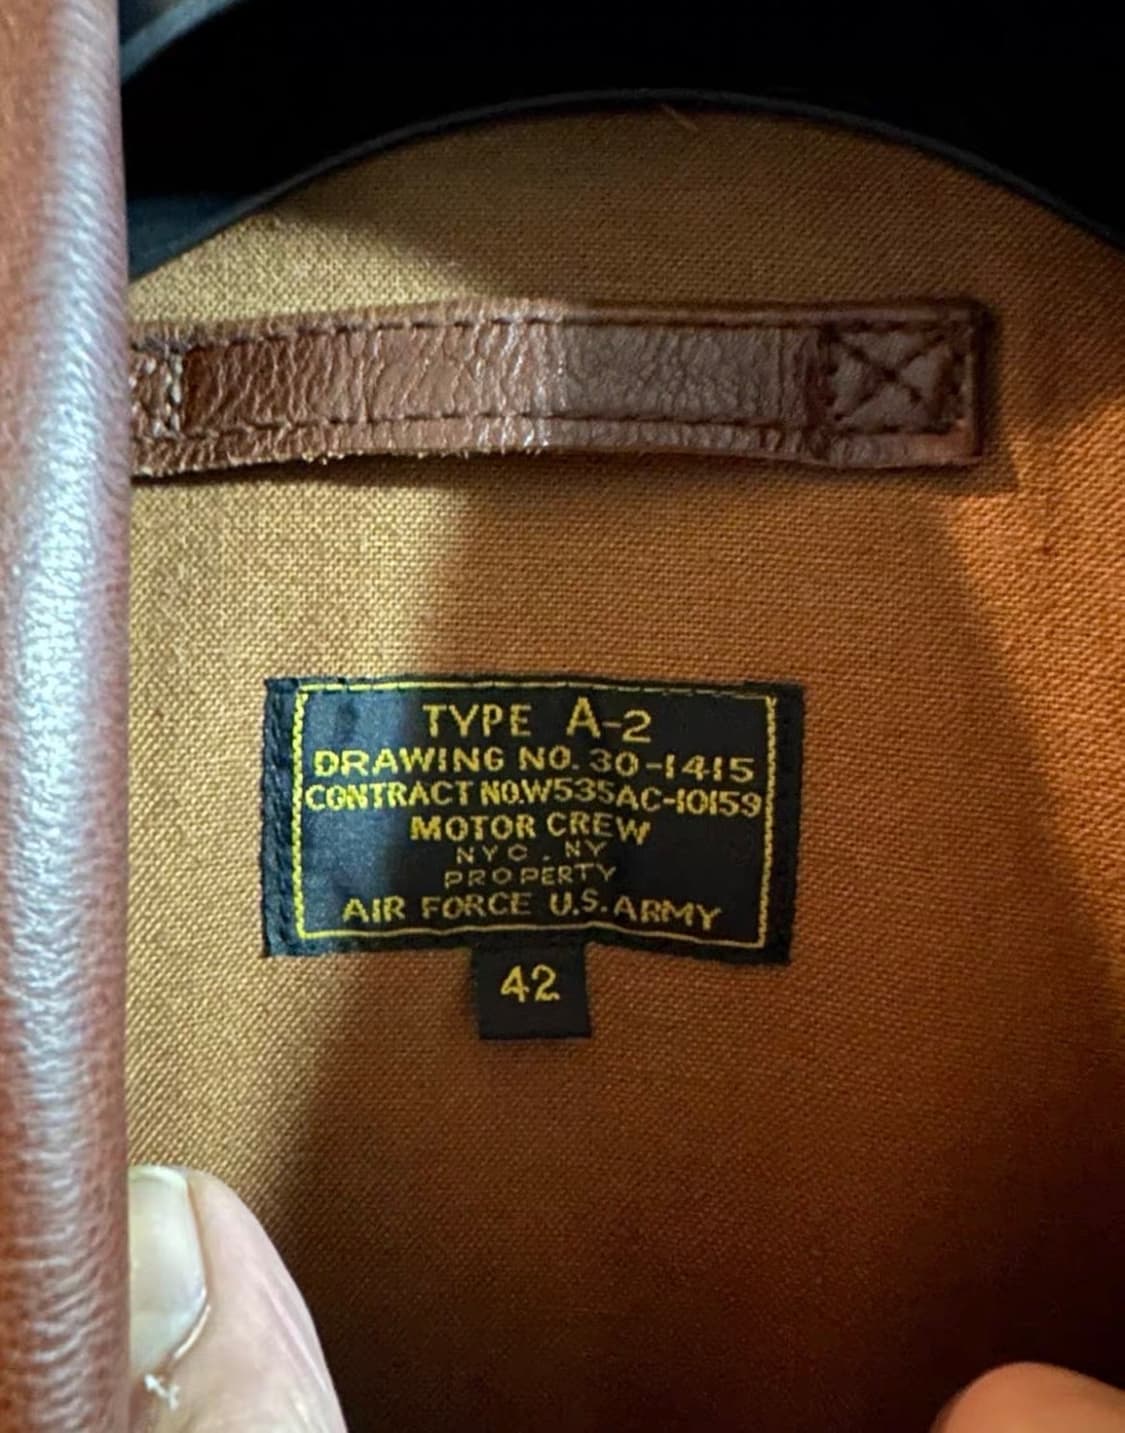 TYPE A-2
DRAWING NO. 30-1415
CONTRACT NO.W535AC-10159
MOTOR CREW
NYC. NY
PROPERTY
AIR FORCE U.S. ARMY
42